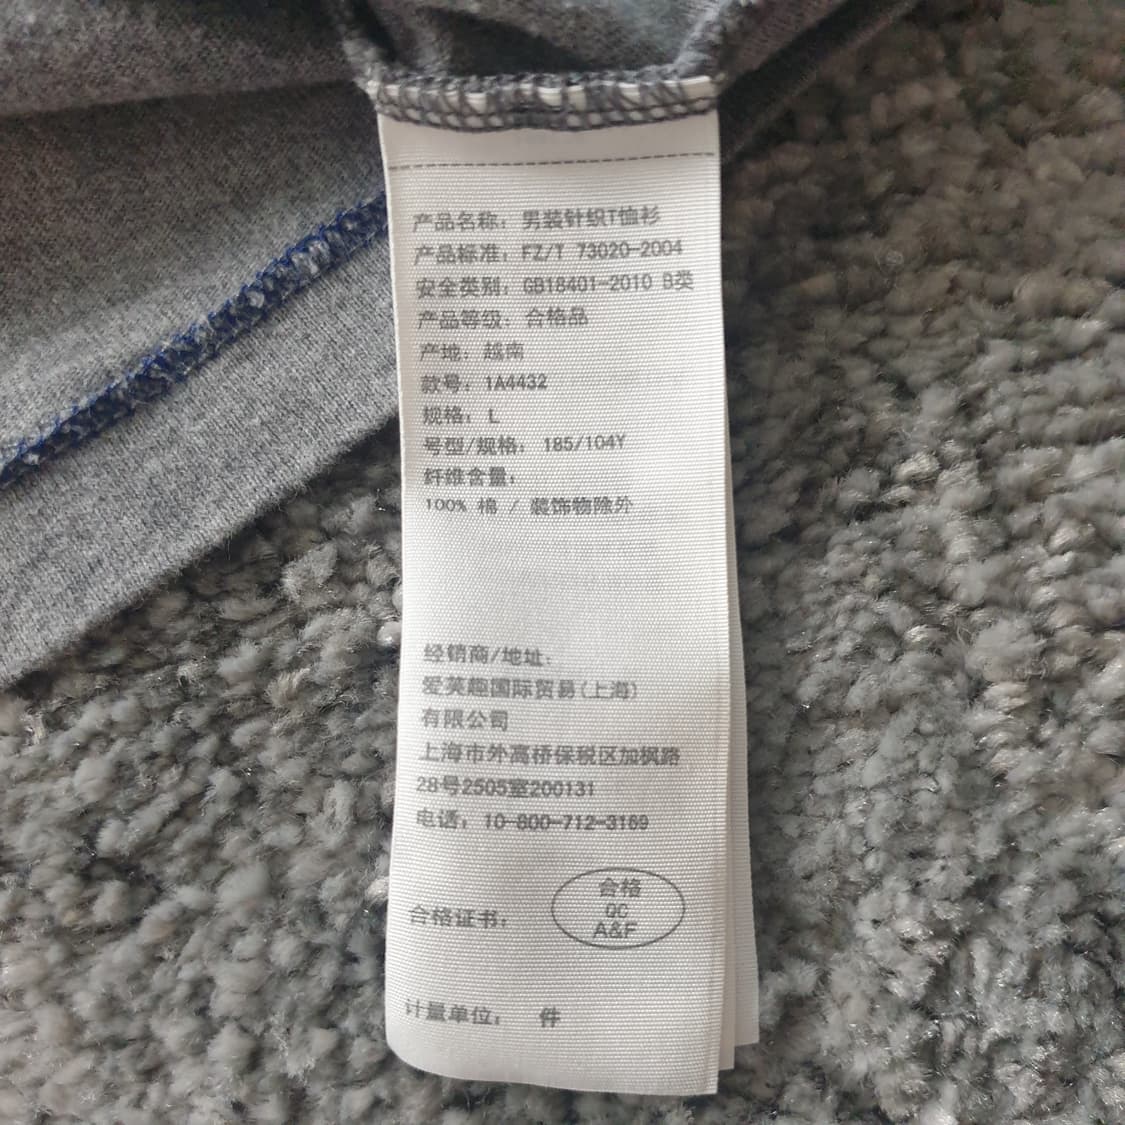 产品名称: 男装针织T恤衫
产品标准: FZ/T 73020-2004
安全类别: GB18401-2010 B类
产品等级: 合格品
产地: 越南
款号: 1A4432
规格: L
号型/规格: 185/104Y
纤维含量:
100% 棉 / 装饰物除外
经销商/地址:
爱芙趣国际贸易(上海)
有限公司
上海市外高桥保税区加枫路
28号2505室200131
电话: 10-800-712-3169
合格
QC
A&F
合格证书:
计量单位: 件